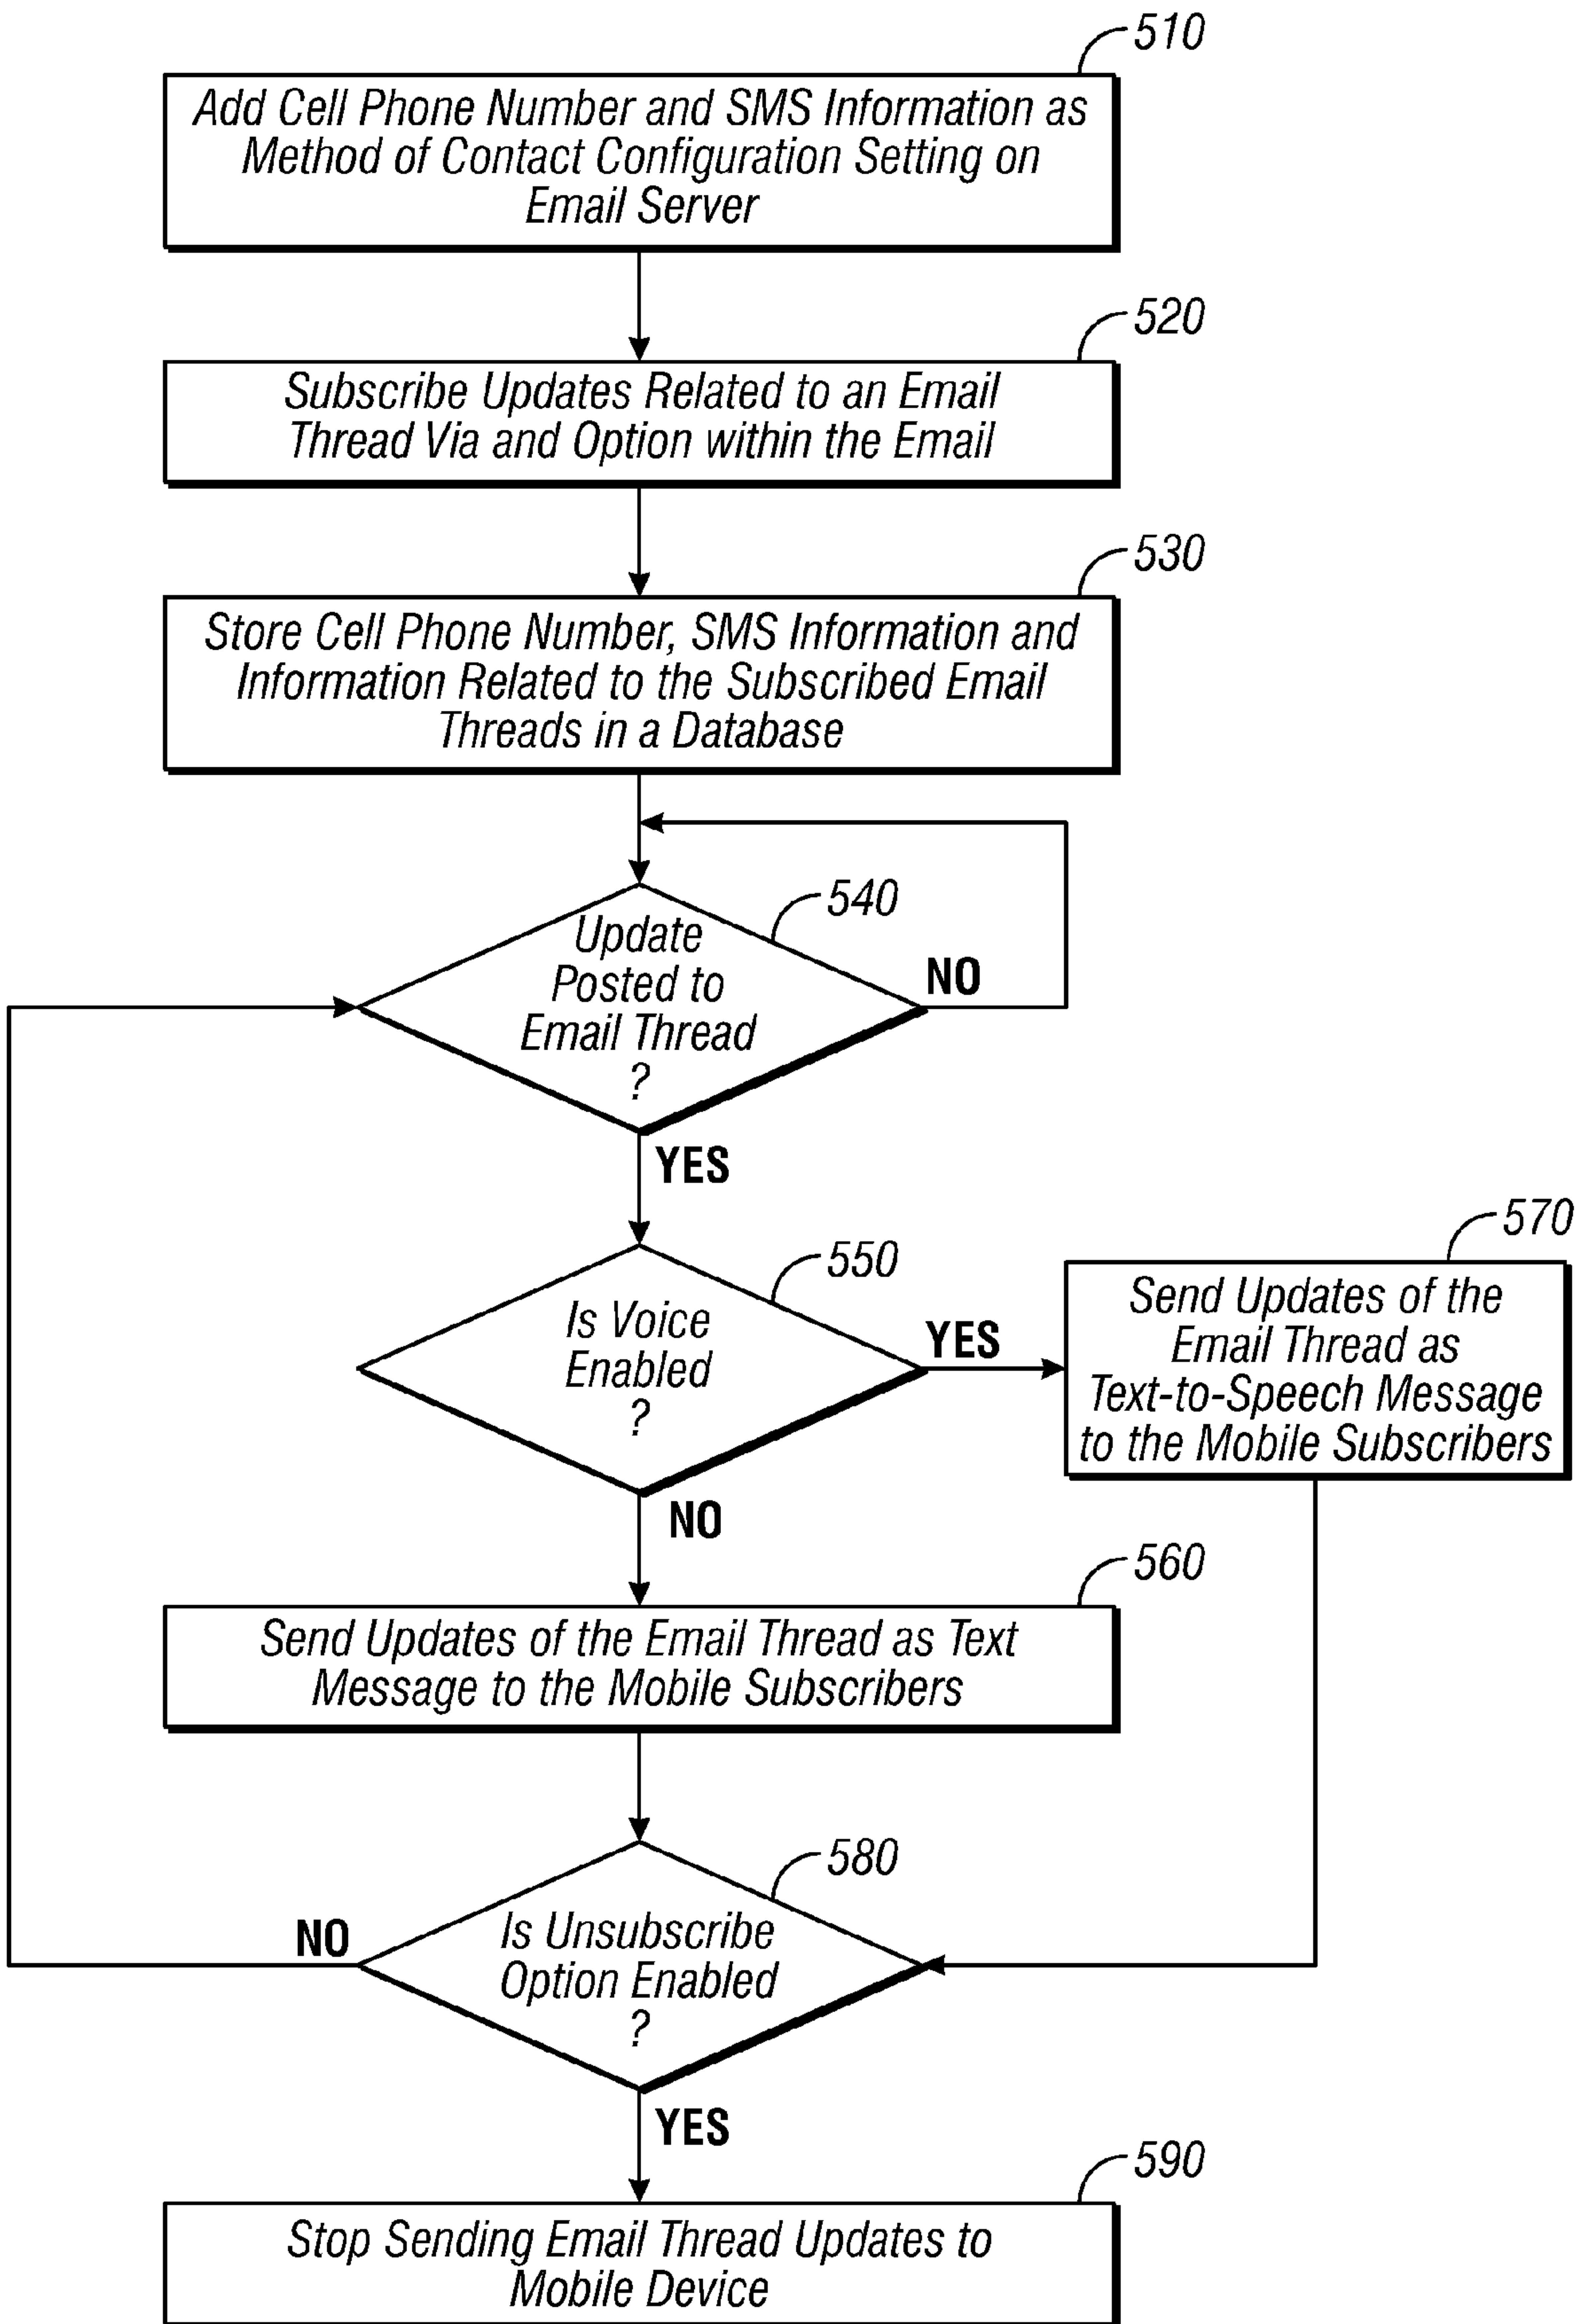 510
Add Cell Phone Number and SMS Information as
Method of Contact Configuration Setting on
Email Server
520
Subscribe Updates Related to an Email
Thread Via and Option within the Email
530
Store Cell Phone Number, SMS Information and
Information Related to the Subscribed Email
Threads in a Database
540
Update
Posted to
Email Thread
?
NO
YES
550
Is Voice
Enabled
?
YES
NO
570
Send Updates of the
Email Thread as
Text-to-Speech Message
to the Mobile Subscribers
560
Send Updates of the Email Thread as Text
Message to the Mobile Subscribers
580
Is Unsubscribe
Option Enabled
?
NO
YES
590
Stop Sending Email Thread Updates to
Mobile Device